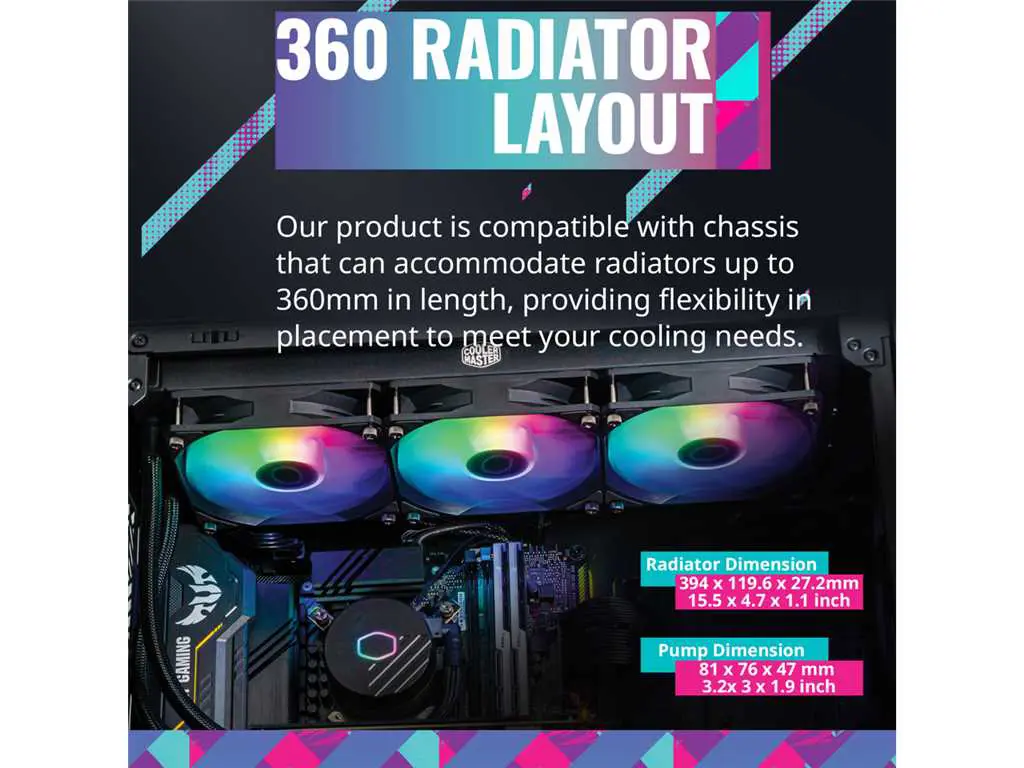 360 RADIATOR
LAYOUT
Our product is compatible with chassis
that can accommodate radiators up to
360mm in length, providing flexibility in
placement to meet your cooling needs.
COOLER
MASTER
Radiator Dimension
394 x 119.6 x 27.2mm
15.5 x 4.7 x 1.1 inch
Pump Dimension
81 x 76 x 47 mm
3.2x 3 x 1.9 inch
GAMING